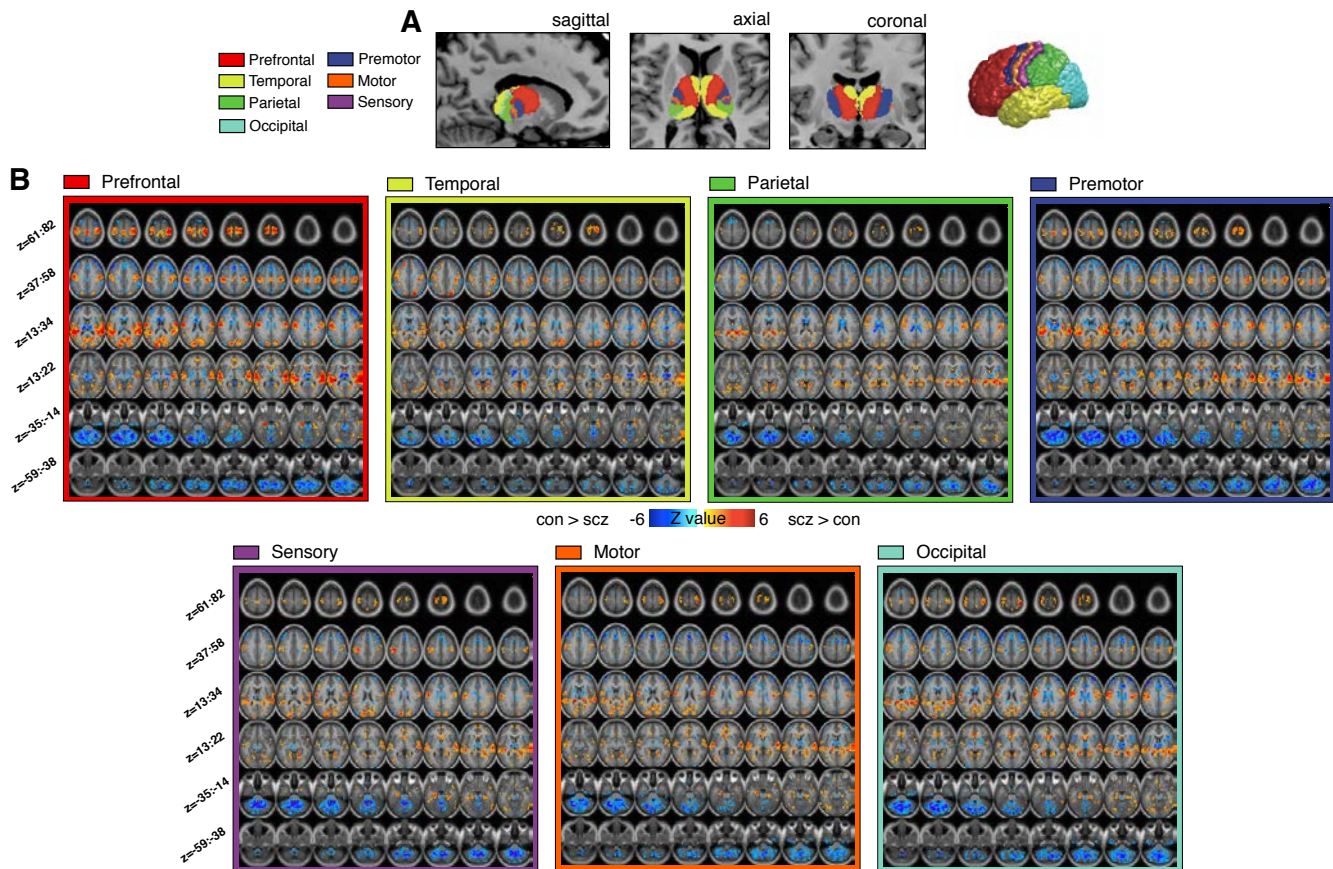 A
sagittal
axial
coronal
Prefrontal
Premotor
Temporal
Motor
Parietal
Sensory
Occipital
B
Prefrontal
Temporal
Parietal
Premotor
z=61:82
z=37:58
z=13:34
z=13:22
z=-35:-14
z=-59:-38
con > scz -6 Z value 6 scz > con
Sensory
Motor
Occipital
z=61:82
z=37:58
z=13:34
z=13:22
z=-35:-14
z=-59:-38